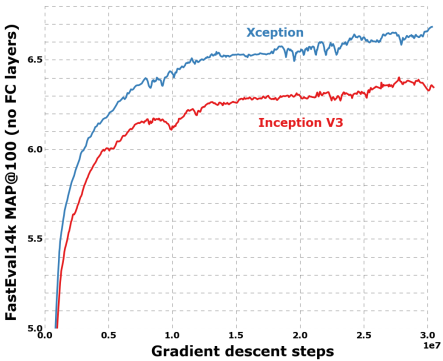 FastEval14k MAP@100 (no FC layers)
6.5
6.0
5.5
5.0
Xception
Inception V3
0.0 0.5 1.0 1.5 2.0 2.5 3.0
1e7
Gradient descent steps